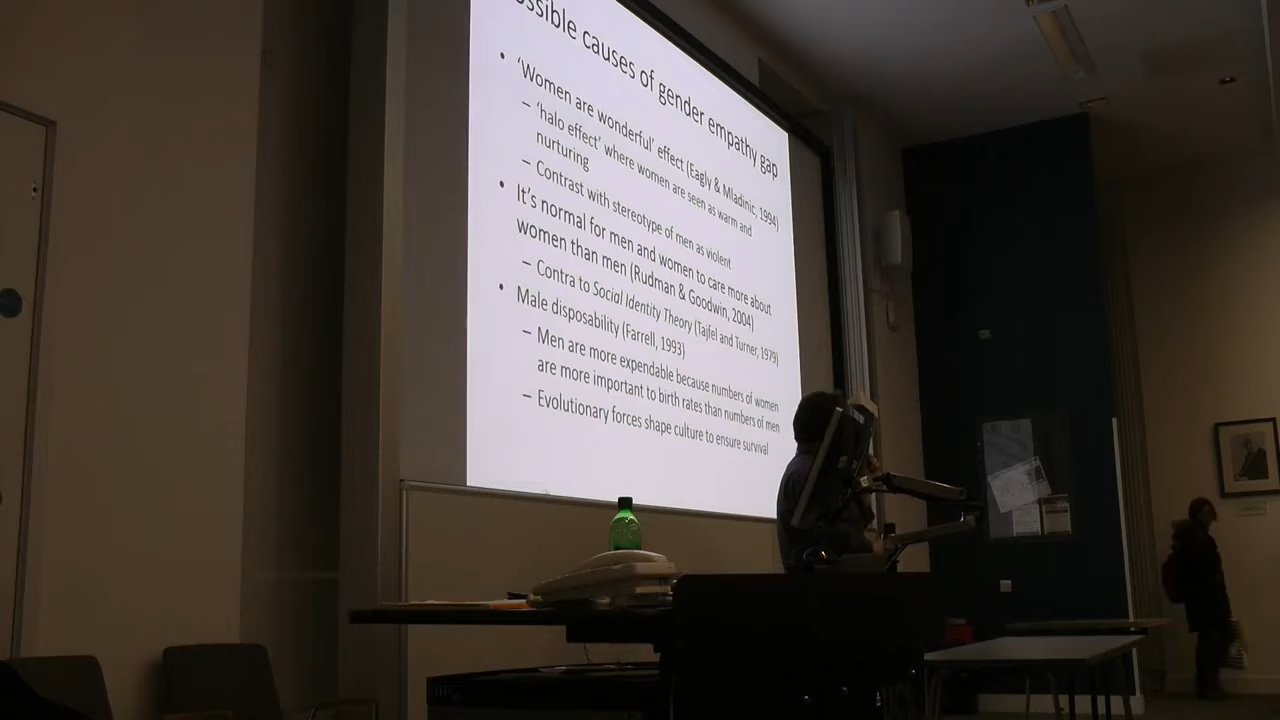 ossible causes of gender empathy gap
• 'Women are wonderful' effect (Eagly & Mladinic, 1994)
– 'halo effect' where women are seen as warm and
nurturing
– Contrast with stereotype of men as violent
• It's normal for men and women to care more about
women than men (Rudman & Goodwin, 2004)
– Contra to Social Identity Theory (Tajfel and Turner, 1979)
• Male disposability (Farrell, 1993)
– Men are more expendable because numbers of women
are more important to birth rates than numbers of men
– Evolutionary forces shape culture to ensure survival